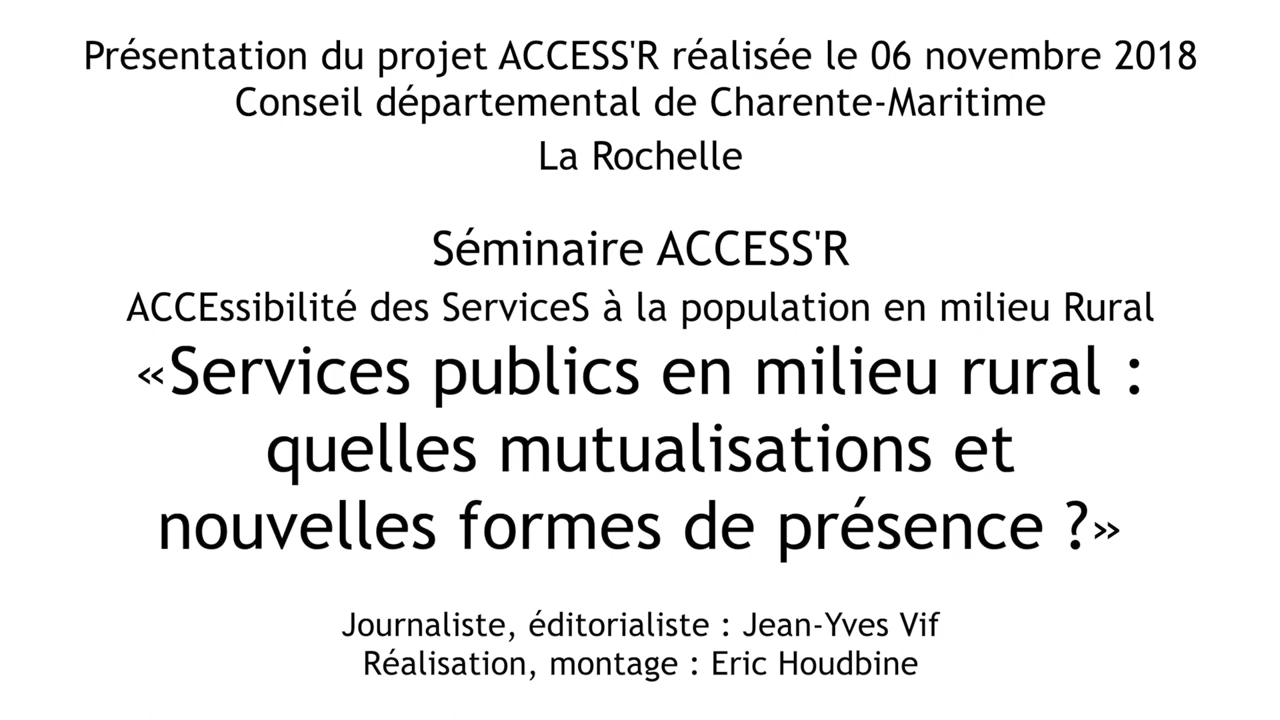 Présentation du projet ACCESS'R réalisée le 06 novembre 2018
Conseil départemental de Charente-Maritime
La Rochelle
Séminaire ACCESS'R
ACCEssibilité des ServiceS à la population en milieu Rural
«Services publics en milieu rural :
quelles mutualisations et
nouvelles formes de présence ?»
Journaliste, éditorialiste : Jean-Yves Vif
Réalisation, montage : Eric Houdbine